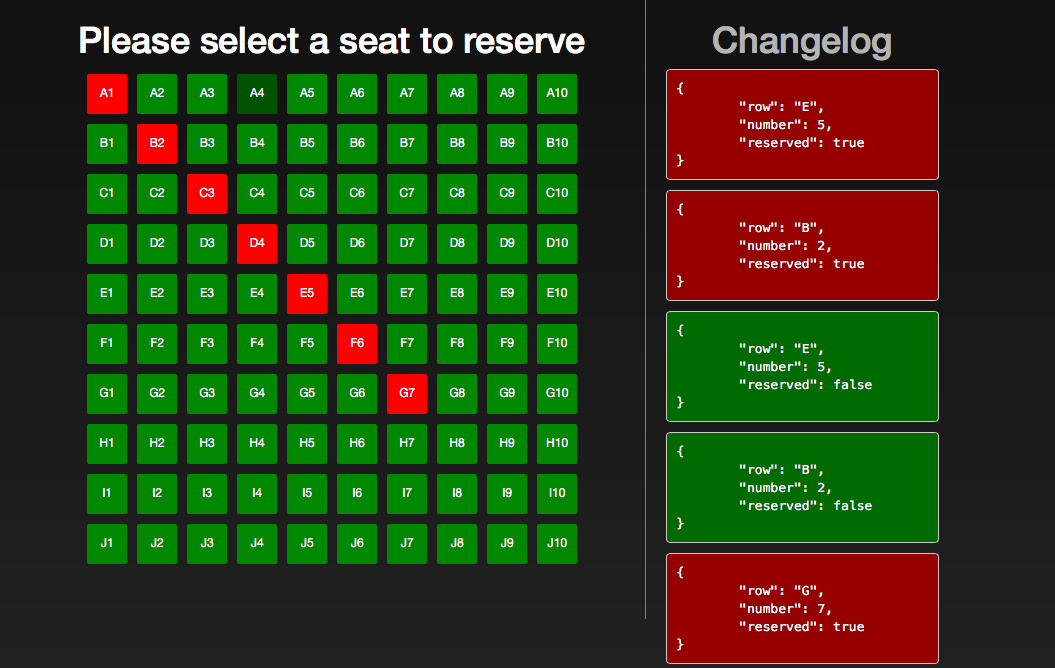 Please select a seat to reserve
A1 A2 A3 A4 A5 A6 A7 A8 A9 A10
B1 B2 B3 B4 B5 B6 B7 B8 B9 B10
C1 C2 C3 C4 C5 C6 C7 C8 C9 C10
D1 D2 D3 D4 D5 D6 D7 D8 D9 D10
E1 E2 E3 E4 E5 E6 E7 E8 E9 E10
F1 F2 F3 F4 F5 F6 F7 F8 F9 F10
G1 G2 G3 G4 G5 G6 G7 G8 G9 G10
H1 H2 H3 H4 H5 H6 H7 H8 H9 H10
I1 I2 I3 I4 I5 I6 I7 I8 I9 I10
J1 J2 J3 J4 J5 J6 J7 J8 J9 J10
Changelog
{
"row": "E",
"number": 5,
"reserved": true
}
{
"row": "B",
"number": 2,
"reserved": true
}
{
"row": "E",
"number": 5,
"reserved": false
}
{
"row": "B",
"number": 2,
"reserved": false
}
{
"row": "G",
"number": 7,
"reserved": true
}